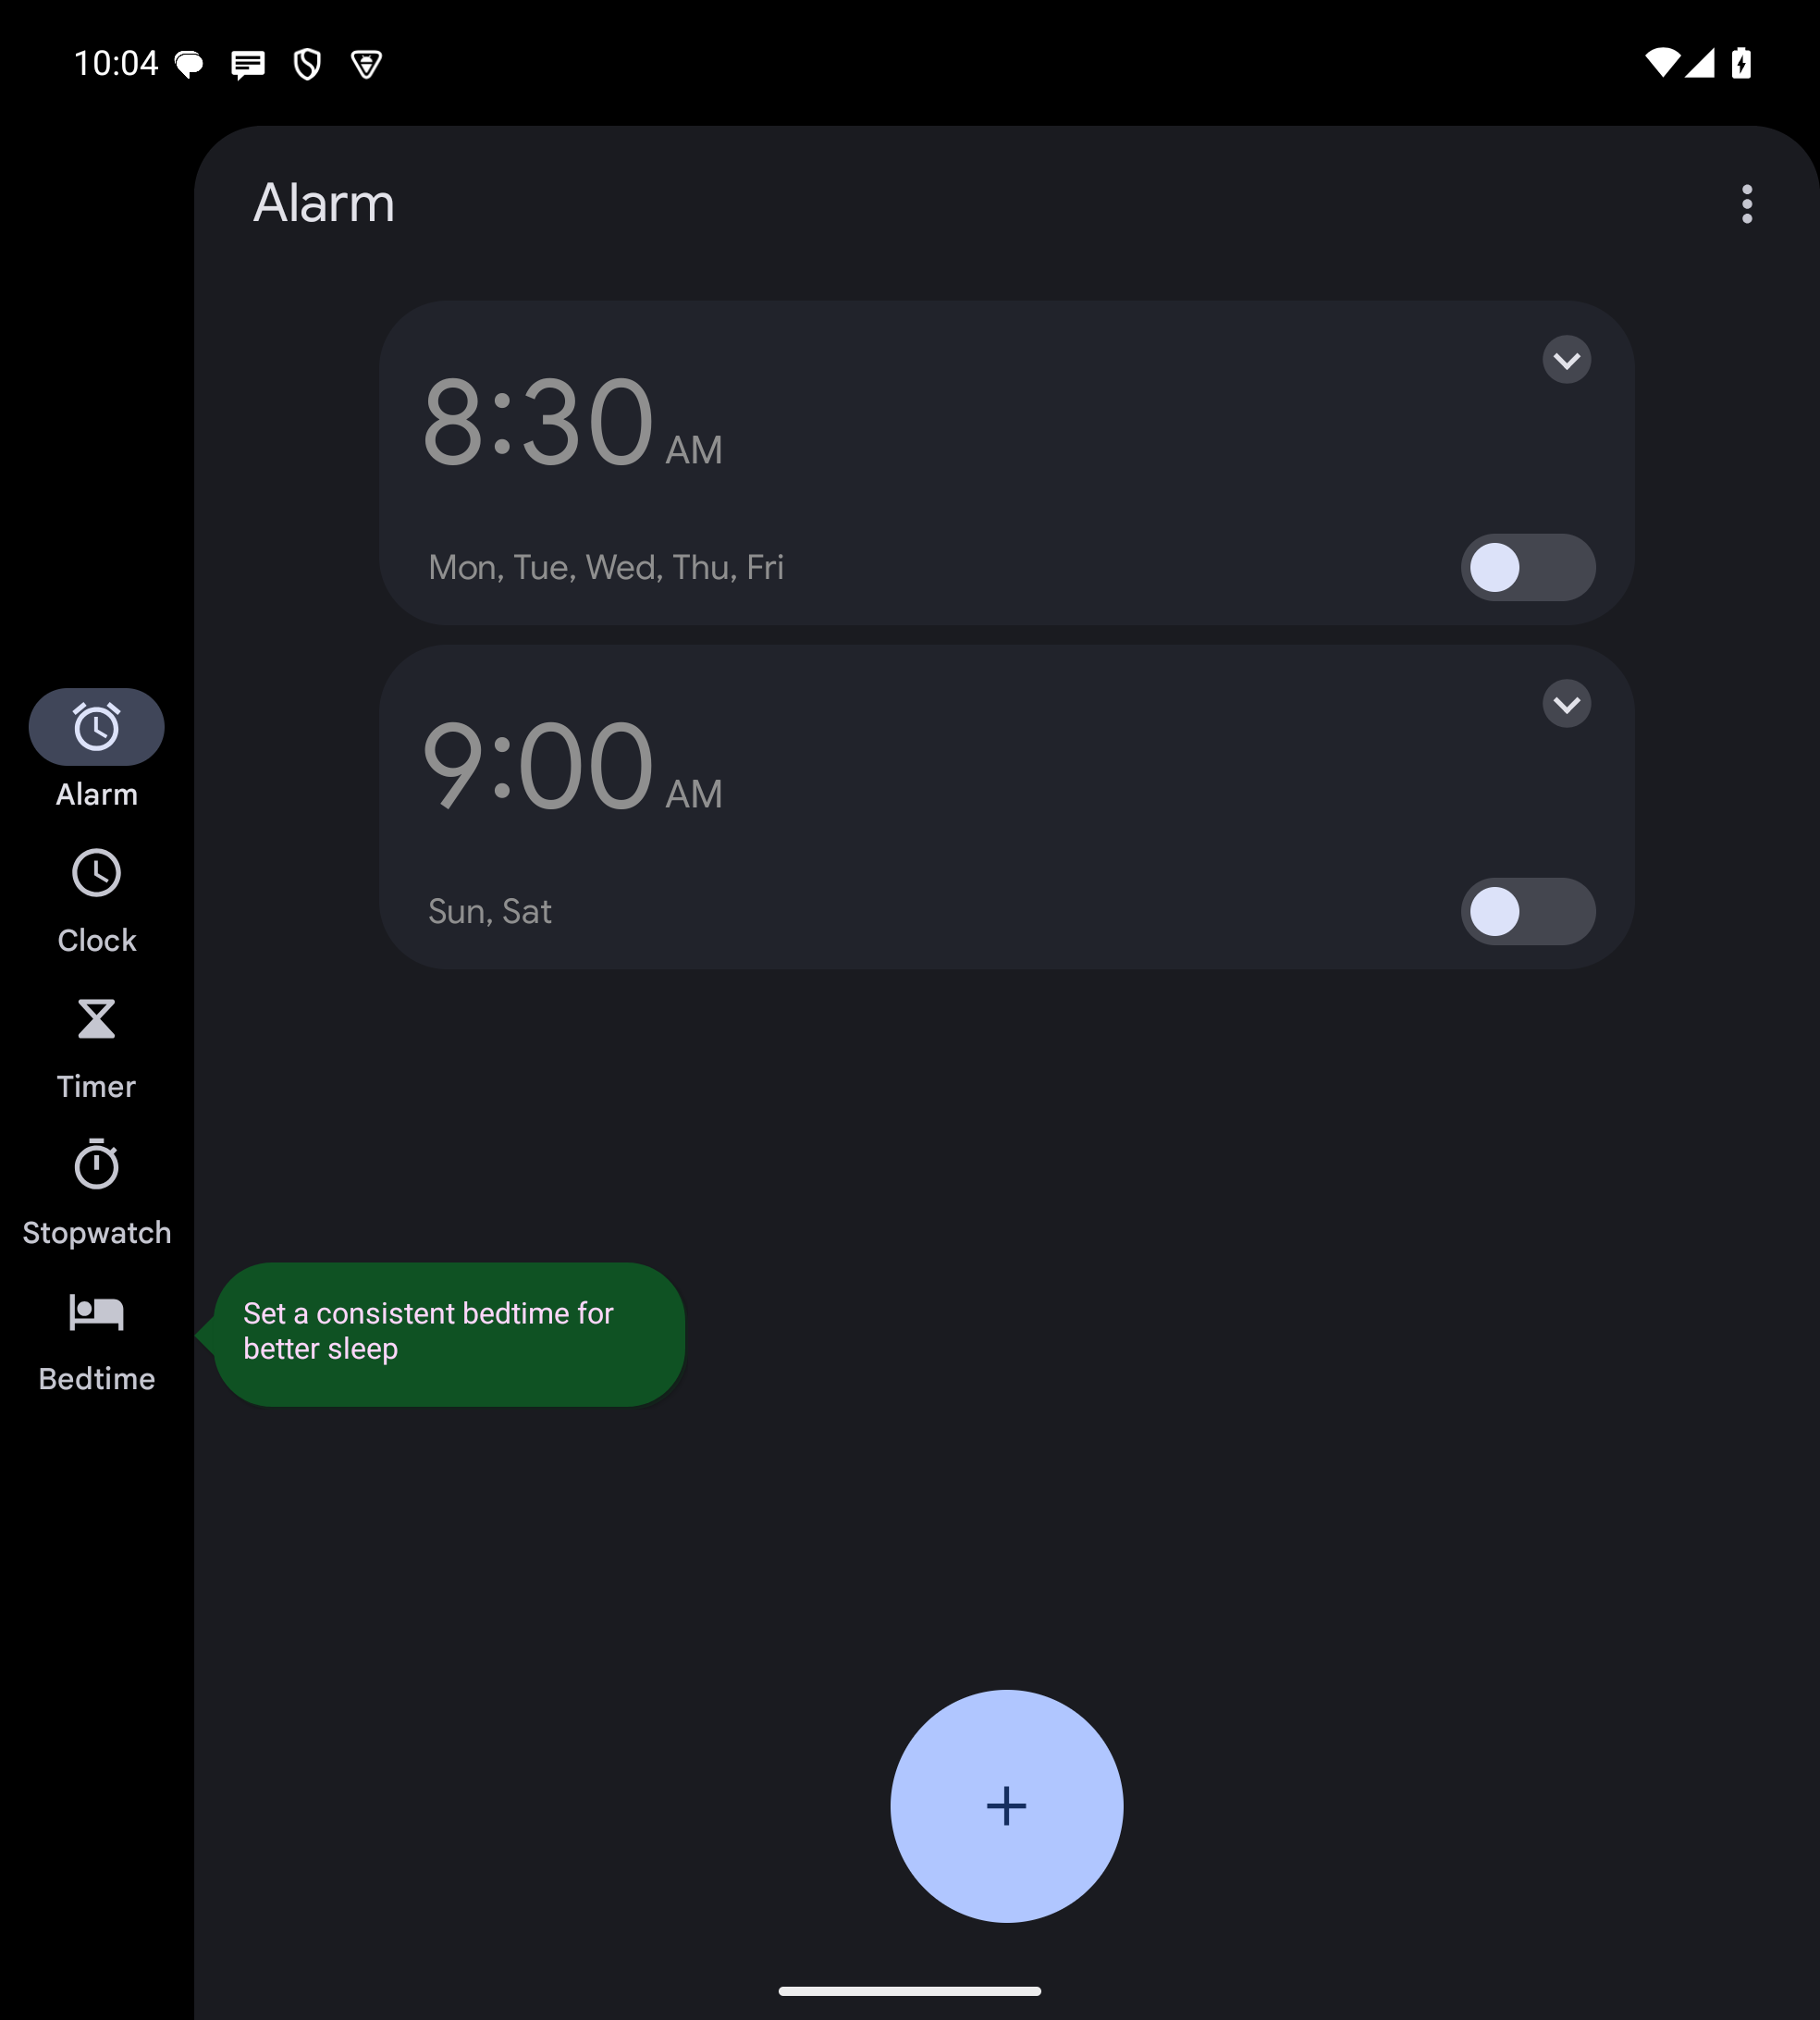 10:04
Alarm
8:30 AM
Mon, Tue, Wed, Thu, Fri
9:00 AM
Sun, Sat
Alarm
Clock
Timer
Stopwatch
Bedtime
Set a consistent bedtime for
better sleep